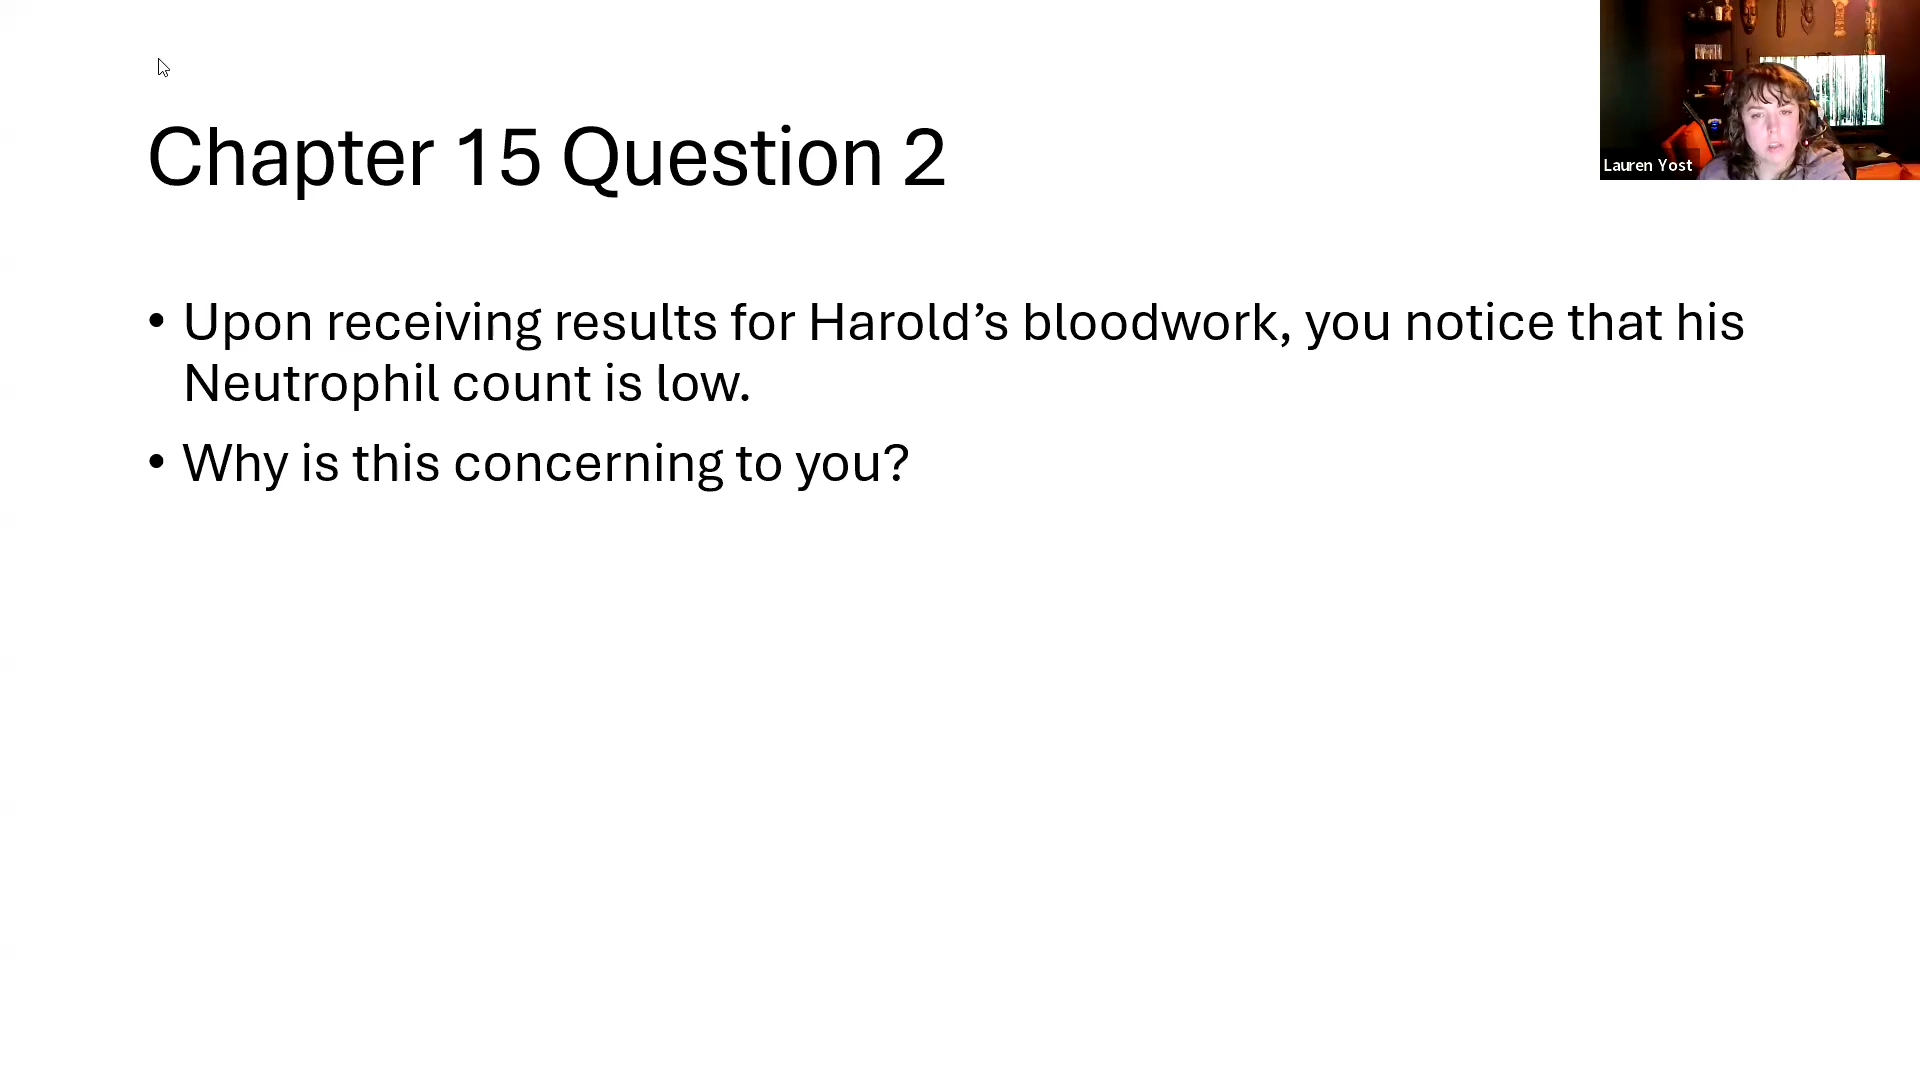 Chapter 15 Question 2
Lauren Yost
• Upon receiving results for Harold’s bloodwork, you notice that his
Neutrophil count is low.
• Why is this concerning to you?